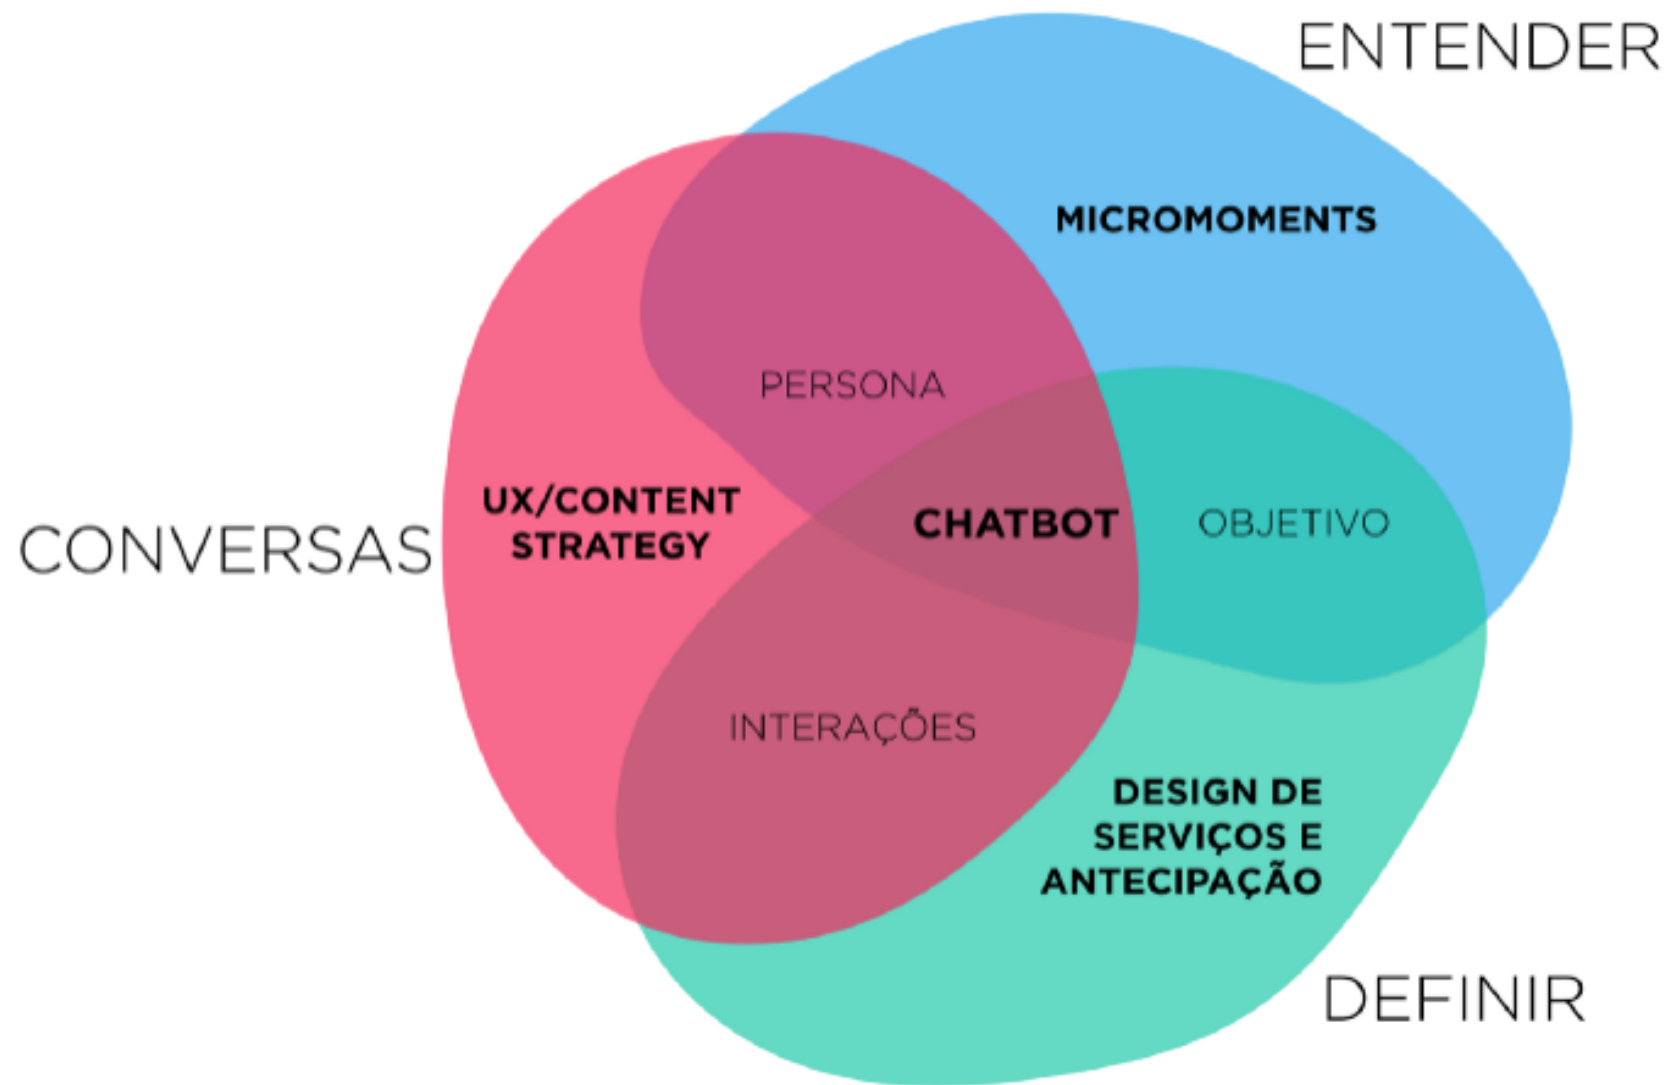 ENTENDER
MICROMOMENTS
PERSONA
UX/CONTENT
STRATEGY
CHATBOT
OBJETIVO
CONVERSAS
INTERAÇÕES
DESIGN DE
SERVIÇOS E
ANTECIPAÇÃO
DEFINIR